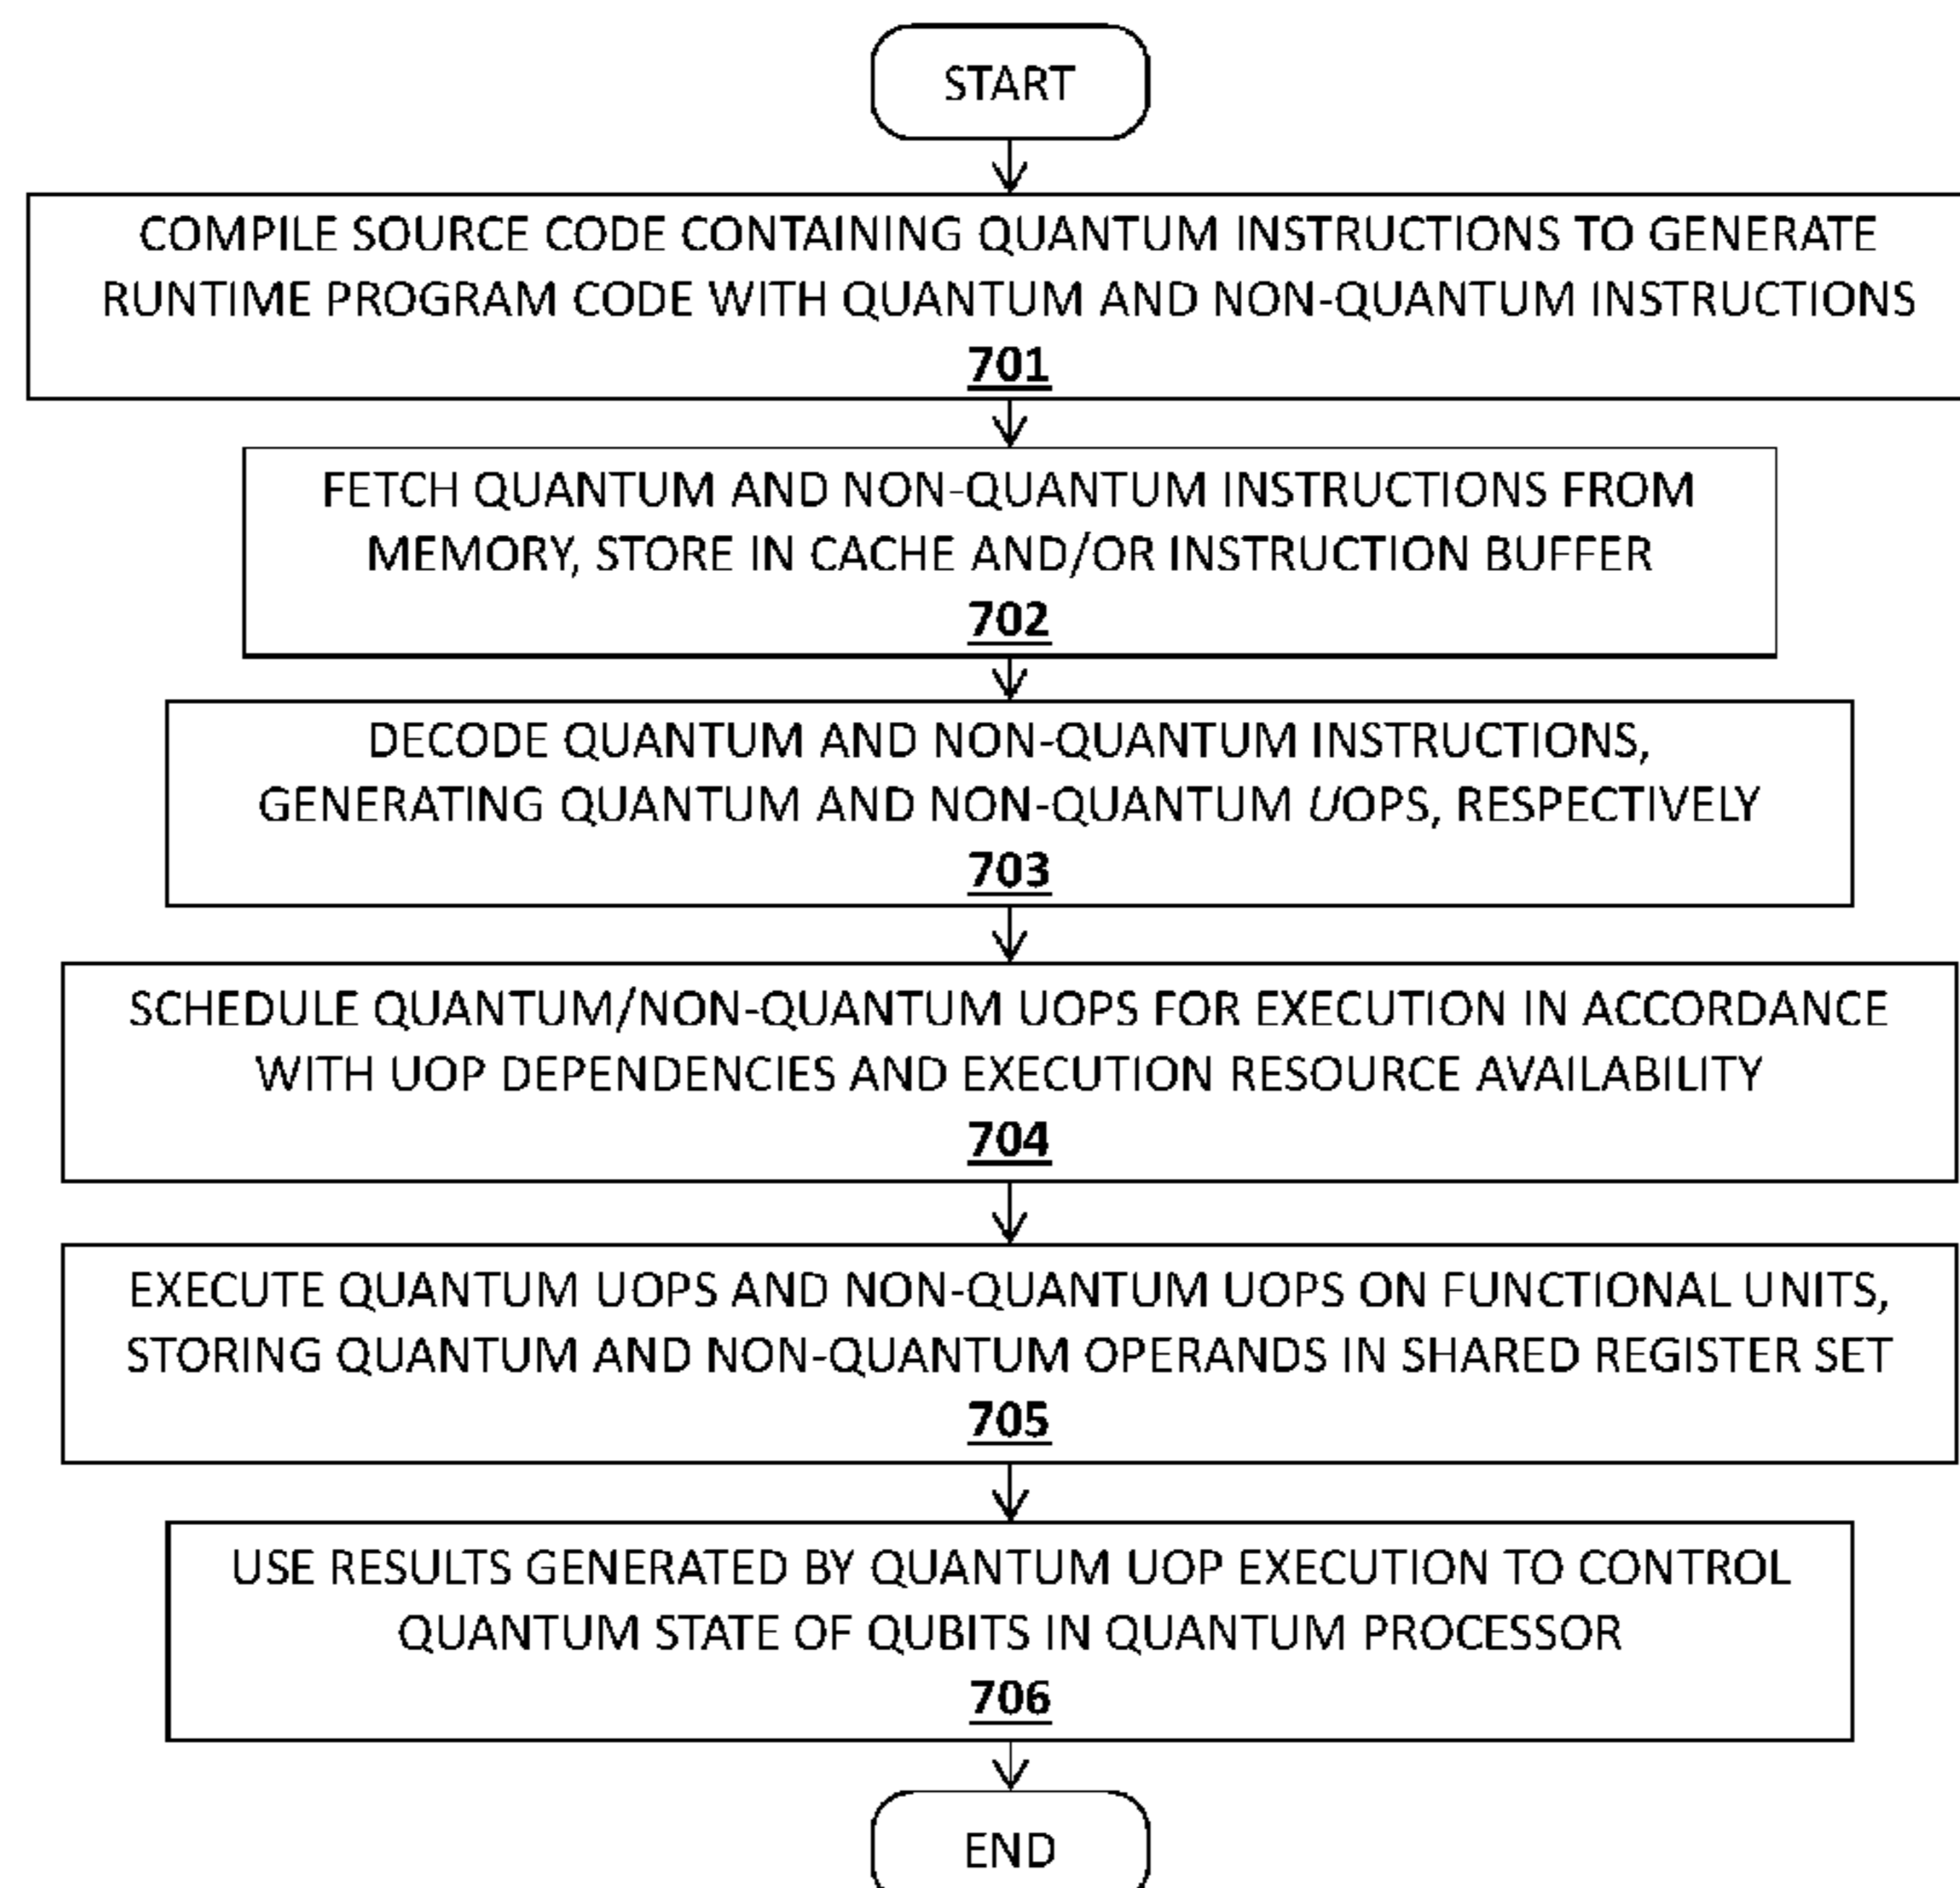 START
COMPILE SOURCE CODE CONTAINING QUANTUM INSTRUCTIONS TO GENERATE
RUNTIME PROGRAM CODE WITH QUANTUM AND NON-QUANTUM INSTRUCTIONS
701
FETCH QUANTUM AND NON-QUANTUM INSTRUCTIONS FROM
MEMORY, STORE IN CACHE AND/OR INSTRUCTION BUFFER
702
DECODE QUANTUM AND NON-QUANTUM INSTRUCTIONS,
GENERATING QUANTUM AND NON-QUANTUM UOPS, RESPECTIVELY
703
SCHEDULE QUANTUM/NON-QUANTUM UOPS FOR EXECUTION IN ACCORDANCE
WITH UOP DEPENDENCIES AND EXECUTION RESOURCE AVAILABILITY
704
EXECUTE QUANTUM UOPS AND NON-QUANTUM UOPS ON FUNCTIONAL UNITS,
STORING QUANTUM AND NON-QUANTUM OPERANDS IN SHARED REGISTER SET
705
USE RESULTS GENERATED BY QUANTUM UOP EXECUTION TO CONTROL
QUANTUM STATE OF QUBITS IN QUANTUM PROCESSOR
706
END